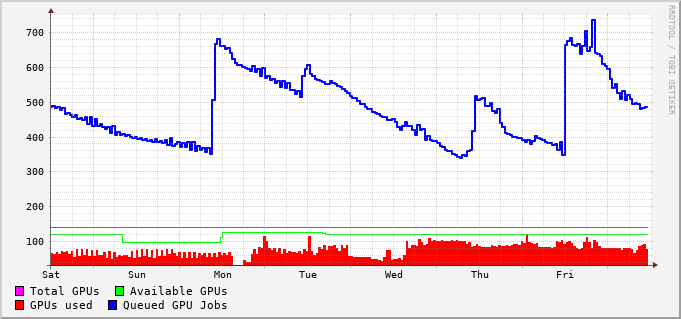 700
600
500
400
300
200
100
Sat Sun Mon Tue Wed Thu Fri
Total GPUs Available GPUs
GPUs used Queued GPU Jobs
RRDTOOL / TOBI OETIKER